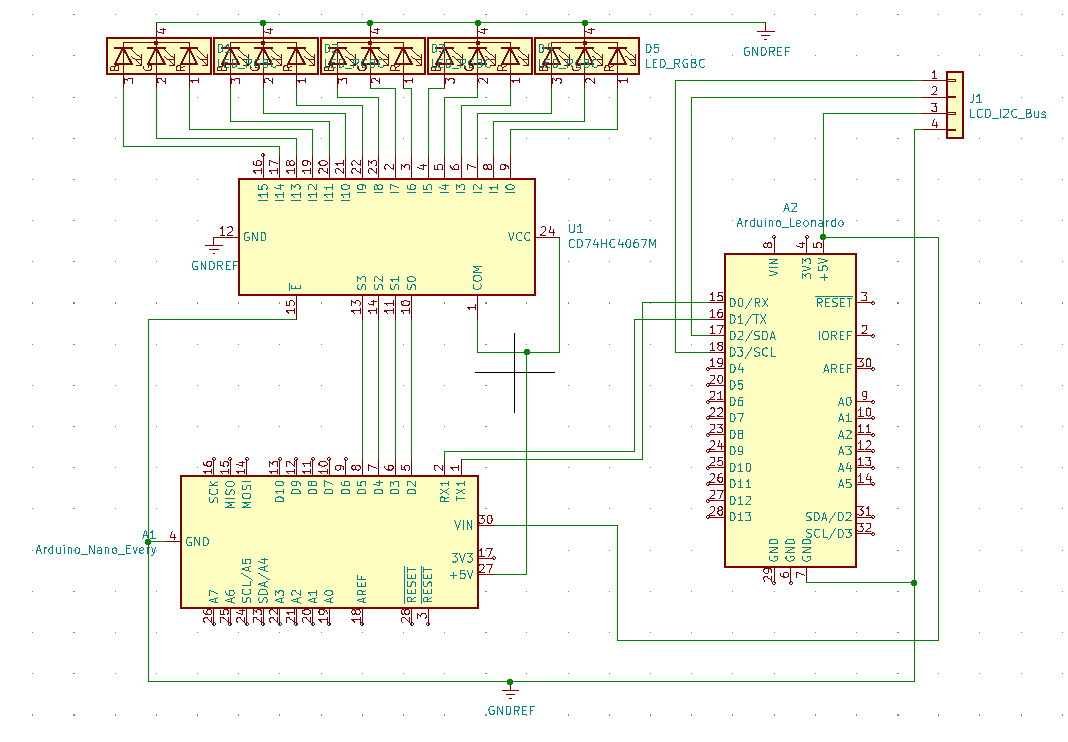 4 4 4 4 4
GNDREF
D5
LED_RGBC
B G R B G R B G R B G R B G R
3 2 1 3 2 1 3 2 1 3 2 1 3 2 1
1
2
3
4
J1
LCD_I2C_Bus
16 17 18 19 20 21 22 23 2 3 4 5 6 7 8 9
I15 I14 I13 I12 I11 I10 I9 I8 I7 I6 I5 I4 I3 I2 I1 I0
12 GND
GNDREF
VCC 24
U1
CD74HC4067M
E S3 S2 S1 S0 COM
15 13 14 11 10 1
A2
Arduino_Leonardo
8 4 5
VIN 3V3 +5V
15 D0/RX
16 D1/TX
17 D2/SDA
18 D3/SCL
19 D4
20 D5
21 D6
22 D7
23 D8
24 D9
25 D10
26 D11
27 D12
28 D13
RESET 3
IOREF 2
AREF 30
A0 9
A1 10
A2 11
A3 12
A4 13
A5 14
SDA/D2 31
SCL/D3 32
GND GND GND
29 6 7
16 15 14 13 12 11 10 9 8 7 6 5 2 1
SCK MISO MOSI D10 D9 D8 D7 D6 D5 D4 D3 D2 RX1 TX1
A1
Arduino_Nano_Every
4 GND
VIN 30
3V3 17
+5V 27
A7 A6 SCL/A5 SDA/A4 A3 A2 A1 A0 AREF RESET RESET
26 25 24 23 22 21 20 19 18 28 3
GNDREF